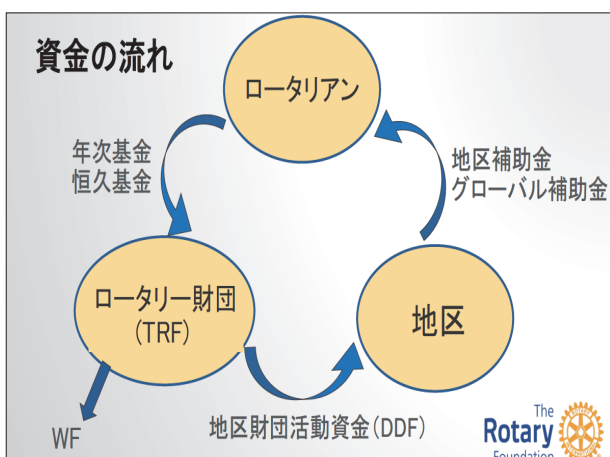 資金の流れ
ロータリアン
年次基金
恒久基金
地区補助金
グローバル補助金
ロータリー財団
(TRF)
地区
地区財団活動資金(DDF)
WF
The
Rotary
Foundation